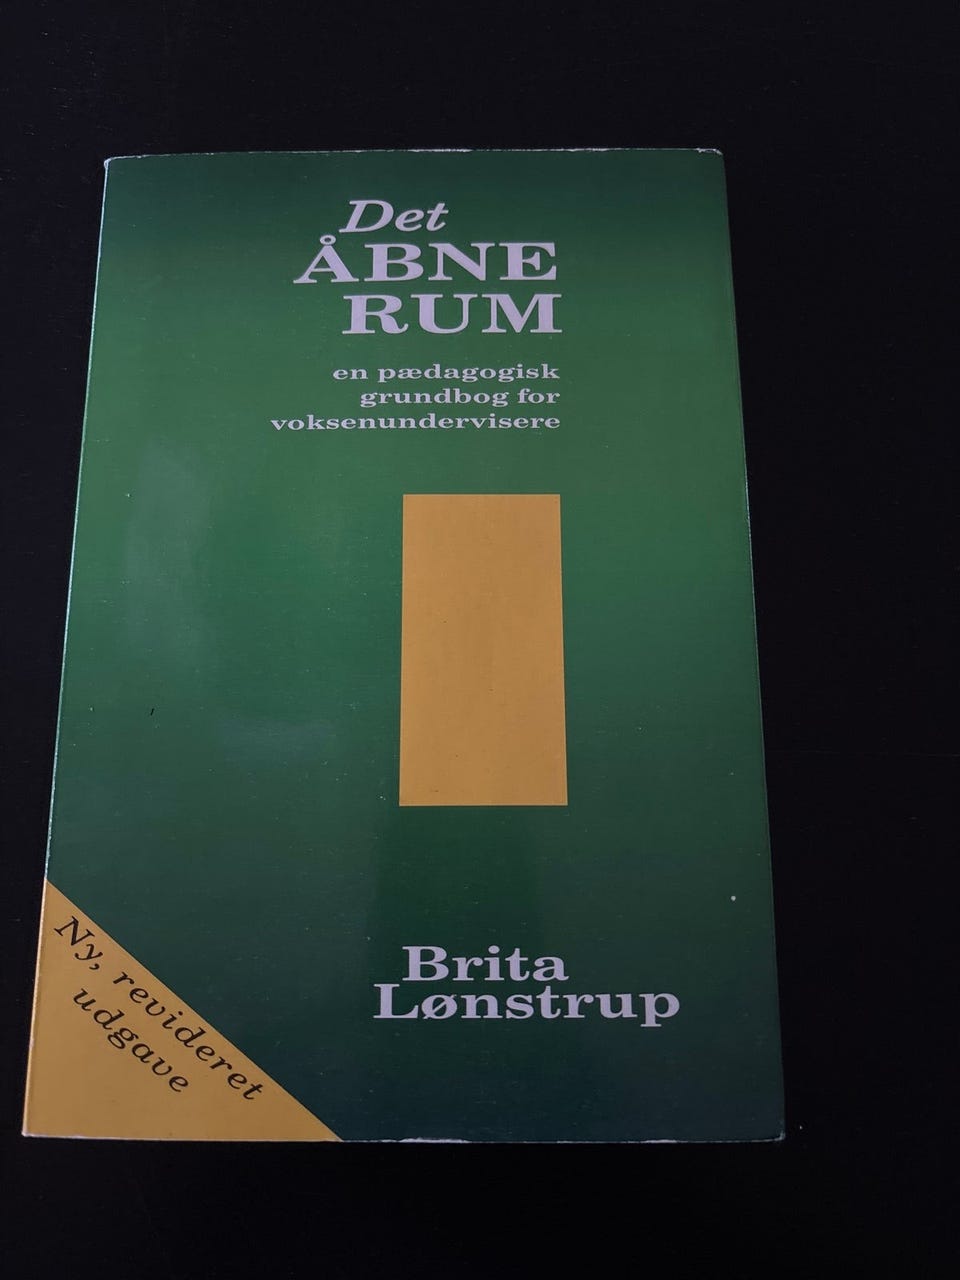 Det
ÅBNE
RUM
en pædagogisk
grundbog for
voksenundervisere
Brita
Lønstrup
Ny, revideret
udgave